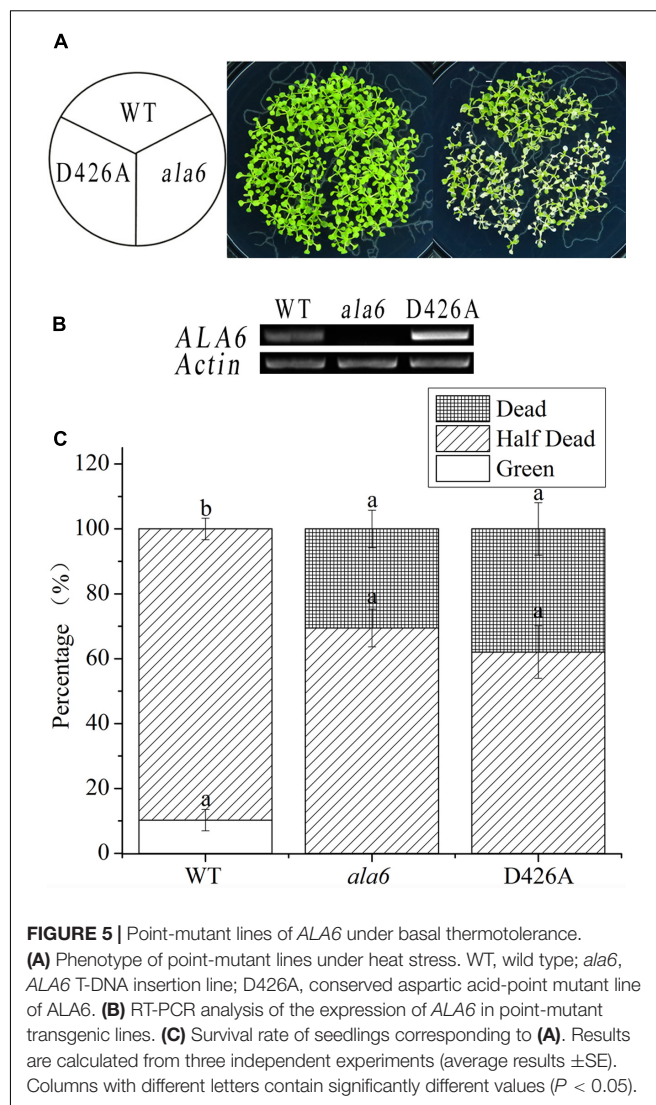 A
WT
D426A
ala6
B
WT ala6 D426A
ALA6
Actin
Dead
Half Dead
Green
C
120
100
80
60
40
20
0
Percentage (%)
b
a
a
a
a
a
WT ala6 D426A
FIGURE 5 | Point-mutant lines of ALA6 under basal thermotolerance.
(A) Phenotype of point-mutant lines under heat stress. WT, wild type; ala6,
ALA6 T-DNA insertion line; D426A, conserved aspartic acid-point mutant line
of ALA6. (B) RT-PCR analysis of the expression of ALA6 in point-mutant
transgenic lines. (C) Survival rate of seedlings corresponding to (A). Results
are calculated from three independent experiments (average results ±SE).
Columns with different letters contain significantly different values (P < 0.05).